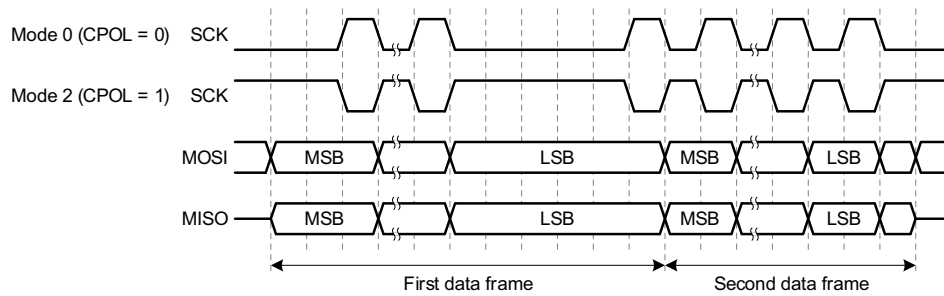 Mode 0 (CPOL = 0) SCK
Mode 2 (CPOL = 1) SCK
MOSI MSB LSB MSB LSB
MISO MSB LSB MSB LSB
First data frame Second data frame